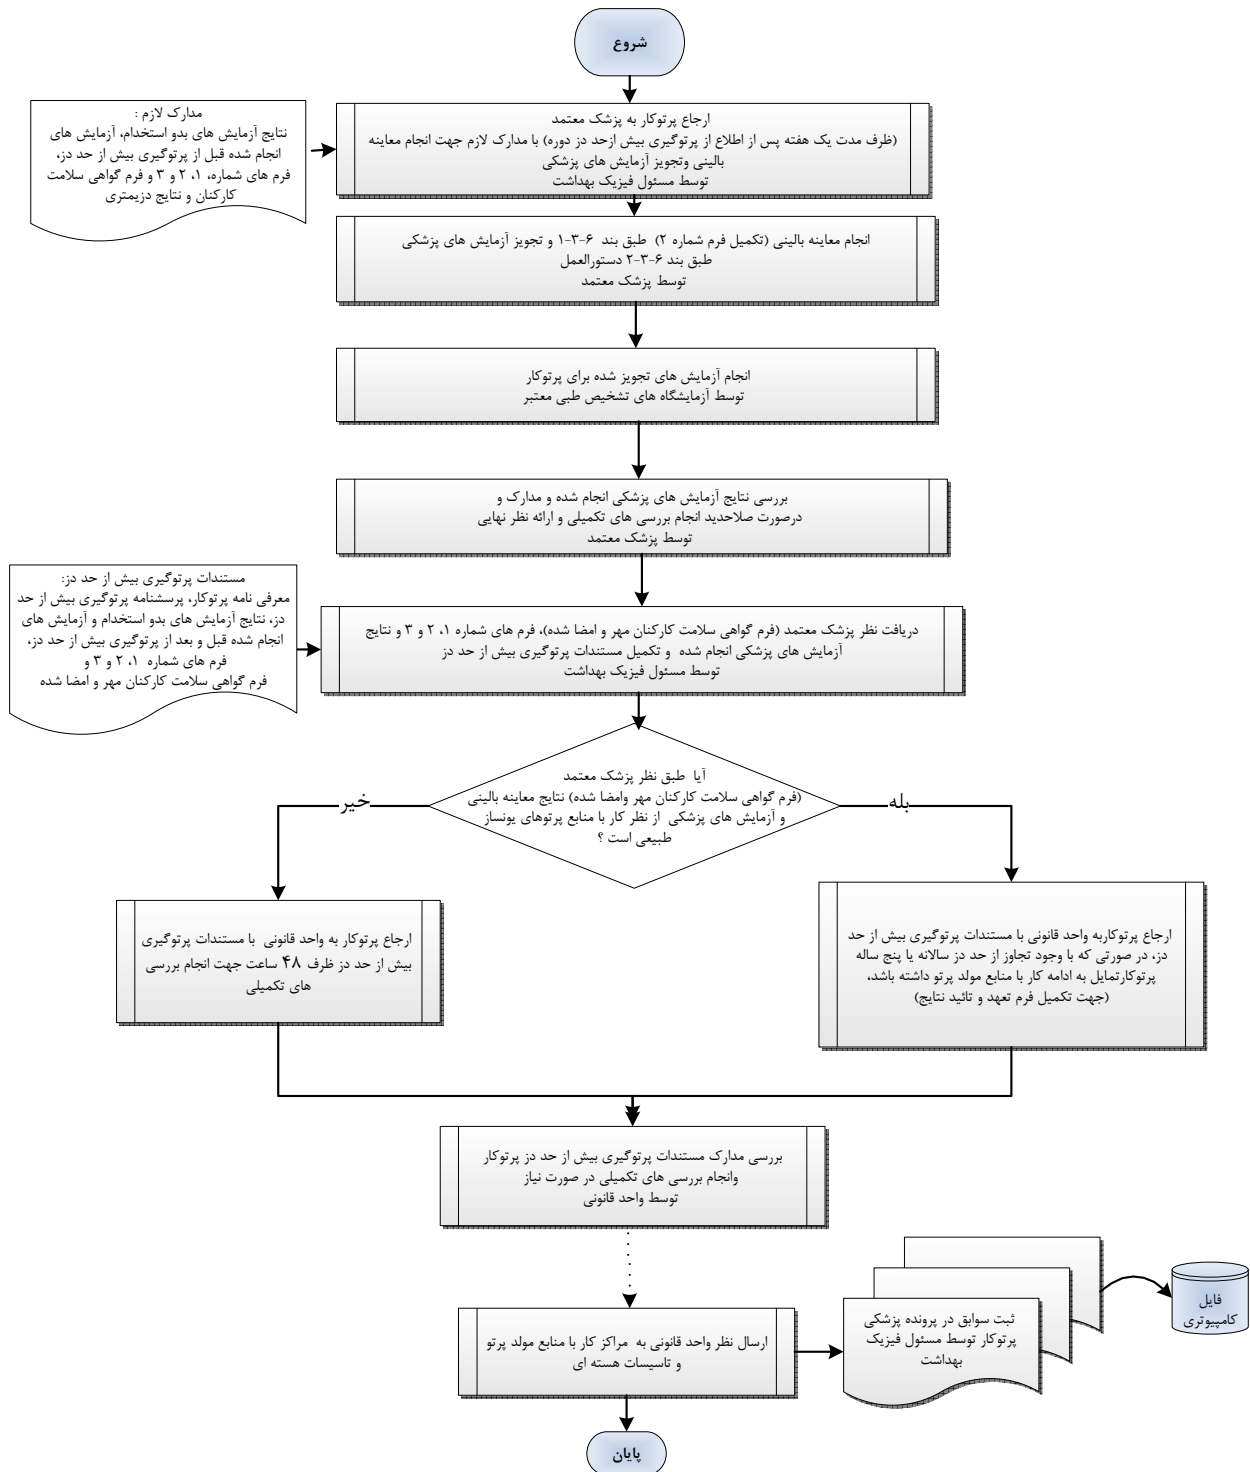 شروع
مدارک لازم :
نتایج آزمایش های بدو استخدام، آزمایش های
انجام شده قبل از پرتوگیری بیش از حد دز،
فرم های شماره، ۱، ۲ و ۳ و فرم گواهی سلامت
کارکنان و نتایج دزیمتری
ارجاع پرتوکار به پزشک معتمد
(ظرف مدت یک هفته پس از اطلاع از پرتوگیری بیش ازحد دز دوره) با مدارک لازم جهت انجام معاینه
بالینی وتجویز آزمایش های پزشکی
توسط مسئول فیزیک بهداشت
انجام معاینه بالینی (تکمیل فرم شماره ۲) طبق بند ۶-۳-۱ و تجویز آزمایش های پزشکی
طبق بند ۶-۳-۲ دستورالعمل
توسط پزشک معتمد
انجام آزمایش های تجویز شده برای پرتوکار
توسط آزمایشگاه های تشخیص طبی معتبر
بررسی نتایج آزمایش های پزشکی انجام شده و مدارک و
درصورت صلاحدید انجام بررسی های تکمیلی و ارائه نظر نهایی
توسط پزشک معتمد
مستندات پرتوگیری بیش از حد دز:
معرفی نامه پرتوکار، پرسشنامه پرتوگیری بیش از حد
دز، نتایج آزمایش های بدو استخدام و آزمایش های
انجام شده قبل و بعد از پرتوگیری بیش از حد دز،
فرم های شماره ۱، ۲ و ۳ و
فرم گواهی سلامت کارکنان مهر و امضا شده
دریافت نظر پزشک معتمد (فرم گواهی سلامت کارکنان مهر و امضا شده)، فرم های شماره ۱، ۲ و ۳ و نتایج
آزمایش های پزشکی انجام شده و تکمیل مستندات پرتوگیری بیش از حد دز
توسط مسئول فیزیک بهداشت
آیا طبق نظر پزشک معتمد
(فرم گواهی سلامت کارکنان مهر وامضا شده) نتایج معاینه بالینی
و آزمایش های پزشکی از نظر کار با منابع پرتوهای یونساز
طبیعی است ؟
بله
خیر
ارجاع پرتوکاربه واحد قانونی با مستندات پرتوگیری بیش از حد
دز، در صورتی که با وجود تجاوز از حد دز سالانه یا پنج ساله
پرتوکارتمایل به ادامه کار با منابع مولد پرتو داشته باشد،
(جهت تکمیل فرم تعهد و تائید نتایج)
ارجاع پرتوکار به واحد قانونی با مستندات پرتوگیری
بیش از حد دز ظرف ۴۸ ساعت جهت انجام بررسی
های تکمیلی
بررسی مدارک مستندات پرتوگیری بیش از حد دز پرتوکار
وانجام بررسی های تکمیلی در صورت نیاز
توسط واحد قانونی
ارسال نظر واحد قانونی به مراکز کار با منابع مولد پرتو
و تاسیسات هسته ای
ثبت سوابق در پرونده پزشکی
پرتوکار توسط مسئول فیزیک
بهداشت
فایل
کامپیوتری
پایان